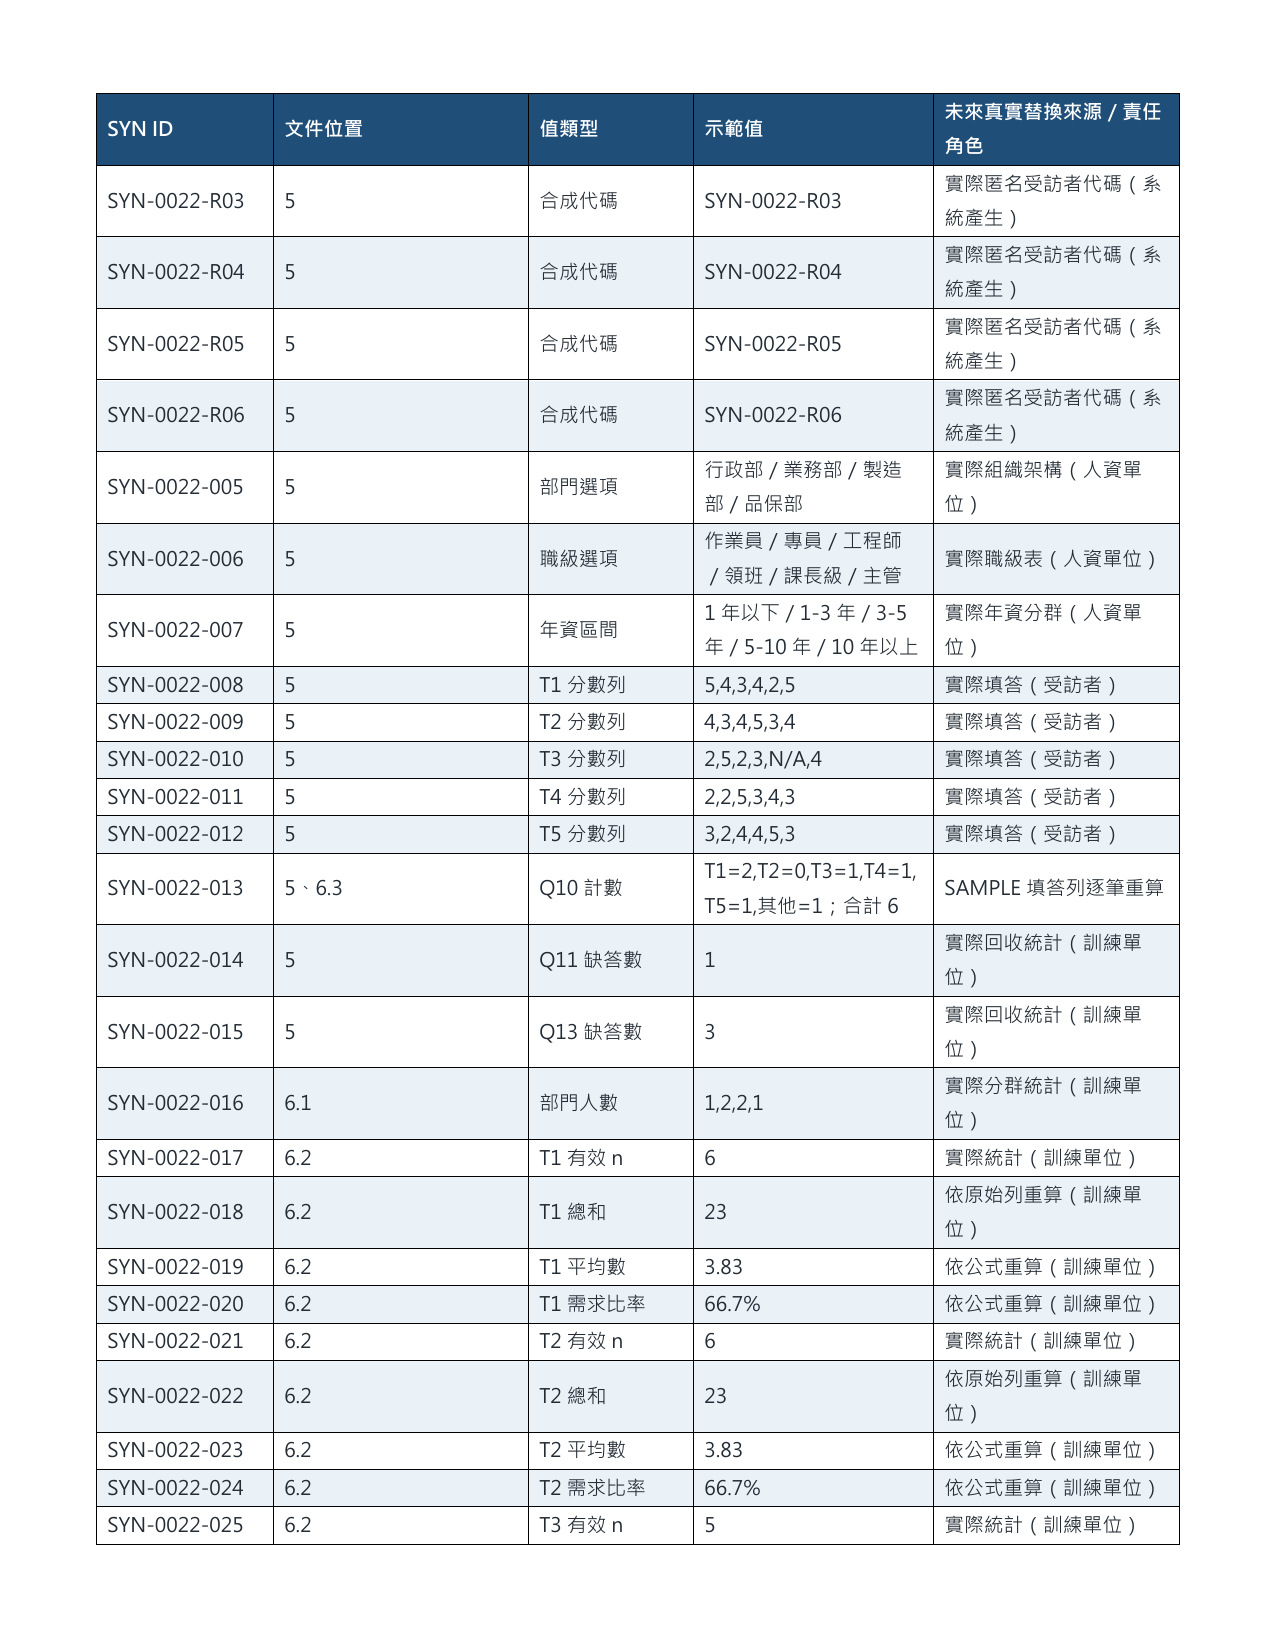 SYN ID 文件位置 值類型 示範值 未來真實替換來源 / 責任
角色
SYN-0022-R03 5 合成代碼 SYN-0022-R03 實際匿名受訪者代碼（系
統產生）
SYN-0022-R04 5 合成代碼 SYN-0022-R04 實際匿名受訪者代碼（系
統產生）
SYN-0022-R05 5 合成代碼 SYN-0022-R05 實際匿名受訪者代碼（系
統產生）
SYN-0022-R06 5 合成代碼 SYN-0022-R06 實際匿名受訪者代碼（系
統產生）
SYN-0022-005 5 部門選項 行政部 / 業務部 / 製造
部 / 品保部 實際組織架構（人資單
位）
SYN-0022-006 5 職級選項 作業員 / 專員 / 工程師
/ 領班 / 課長級 / 主管 實際職級表（人資單位）
SYN-0022-007 5 年資區間 1 年以下 / 1-3 年 / 3-5
年 / 5-10 年 / 10 年以上 實際年資分群（人資單
位）
SYN-0022-008 5 T1 分數列 5,4,3,4,2,5 實際填答（受訪者）
SYN-0022-009 5 T2 分數列 4,3,4,5,3,4 實際填答（受訪者）
SYN-0022-010 5 T3 分數列 2,5,2,3,N/A,4 實際填答（受訪者）
SYN-0022-011 5 T4 分數列 2,2,5,3,4,3 實際填答（受訪者）
SYN-0022-012 5 T5 分數列 3,2,4,4,5,3 實際填答（受訪者）
SYN-0022-013 5、6.3 Q10 計數 T1=2,T2=0,T3=1,T4=1,
T5=1,其他=1；合計 6 SAMPLE 填答列逐筆重算
SYN-0022-014 5 Q11 缺答數 1 實際回收統計（訓練單
位）
SYN-0022-015 5 Q13 缺答數 3 實際回收統計（訓練單
位）
SYN-0022-016 6.1 部門人數 1,2,2,1 實際分群統計（訓練單
位）
SYN-0022-017 6.2 T1 有效 n 6 實際統計（訓練單位）
SYN-0022-018 6.2 T1 總和 23 依原始列重算（訓練單
位）
SYN-0022-019 6.2 T1 平均數 3.83 依公式重算（訓練單位）
SYN-0022-020 6.2 T1 需求比率 66.7% 依公式重算（訓練單位）
SYN-0022-021 6.2 T2 有效 n 6 實際統計（訓練單位）
SYN-0022-022 6.2 T2 總和 23 依原始列重算（訓練單
位）
SYN-0022-023 6.2 T2 平均數 3.83 依公式重算（訓練單位）
SYN-0022-024 6.2 T2 需求比率 66.7% 依公式重算（訓練單位）
SYN-0022-025 6.2 T3 有效 n 5 實際統計（訓練單位）